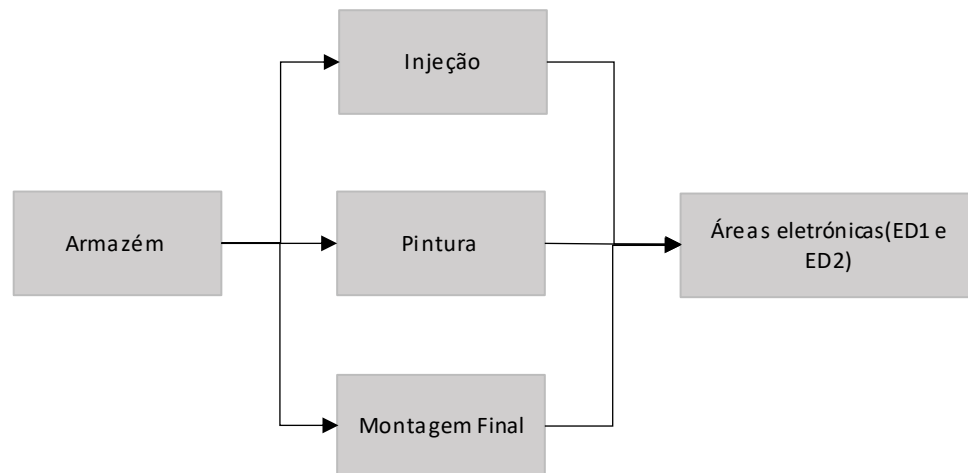 Injeção
Armazém
Pintura
Áreas eletrónicas(ED1 e
ED2)
Montagem Final